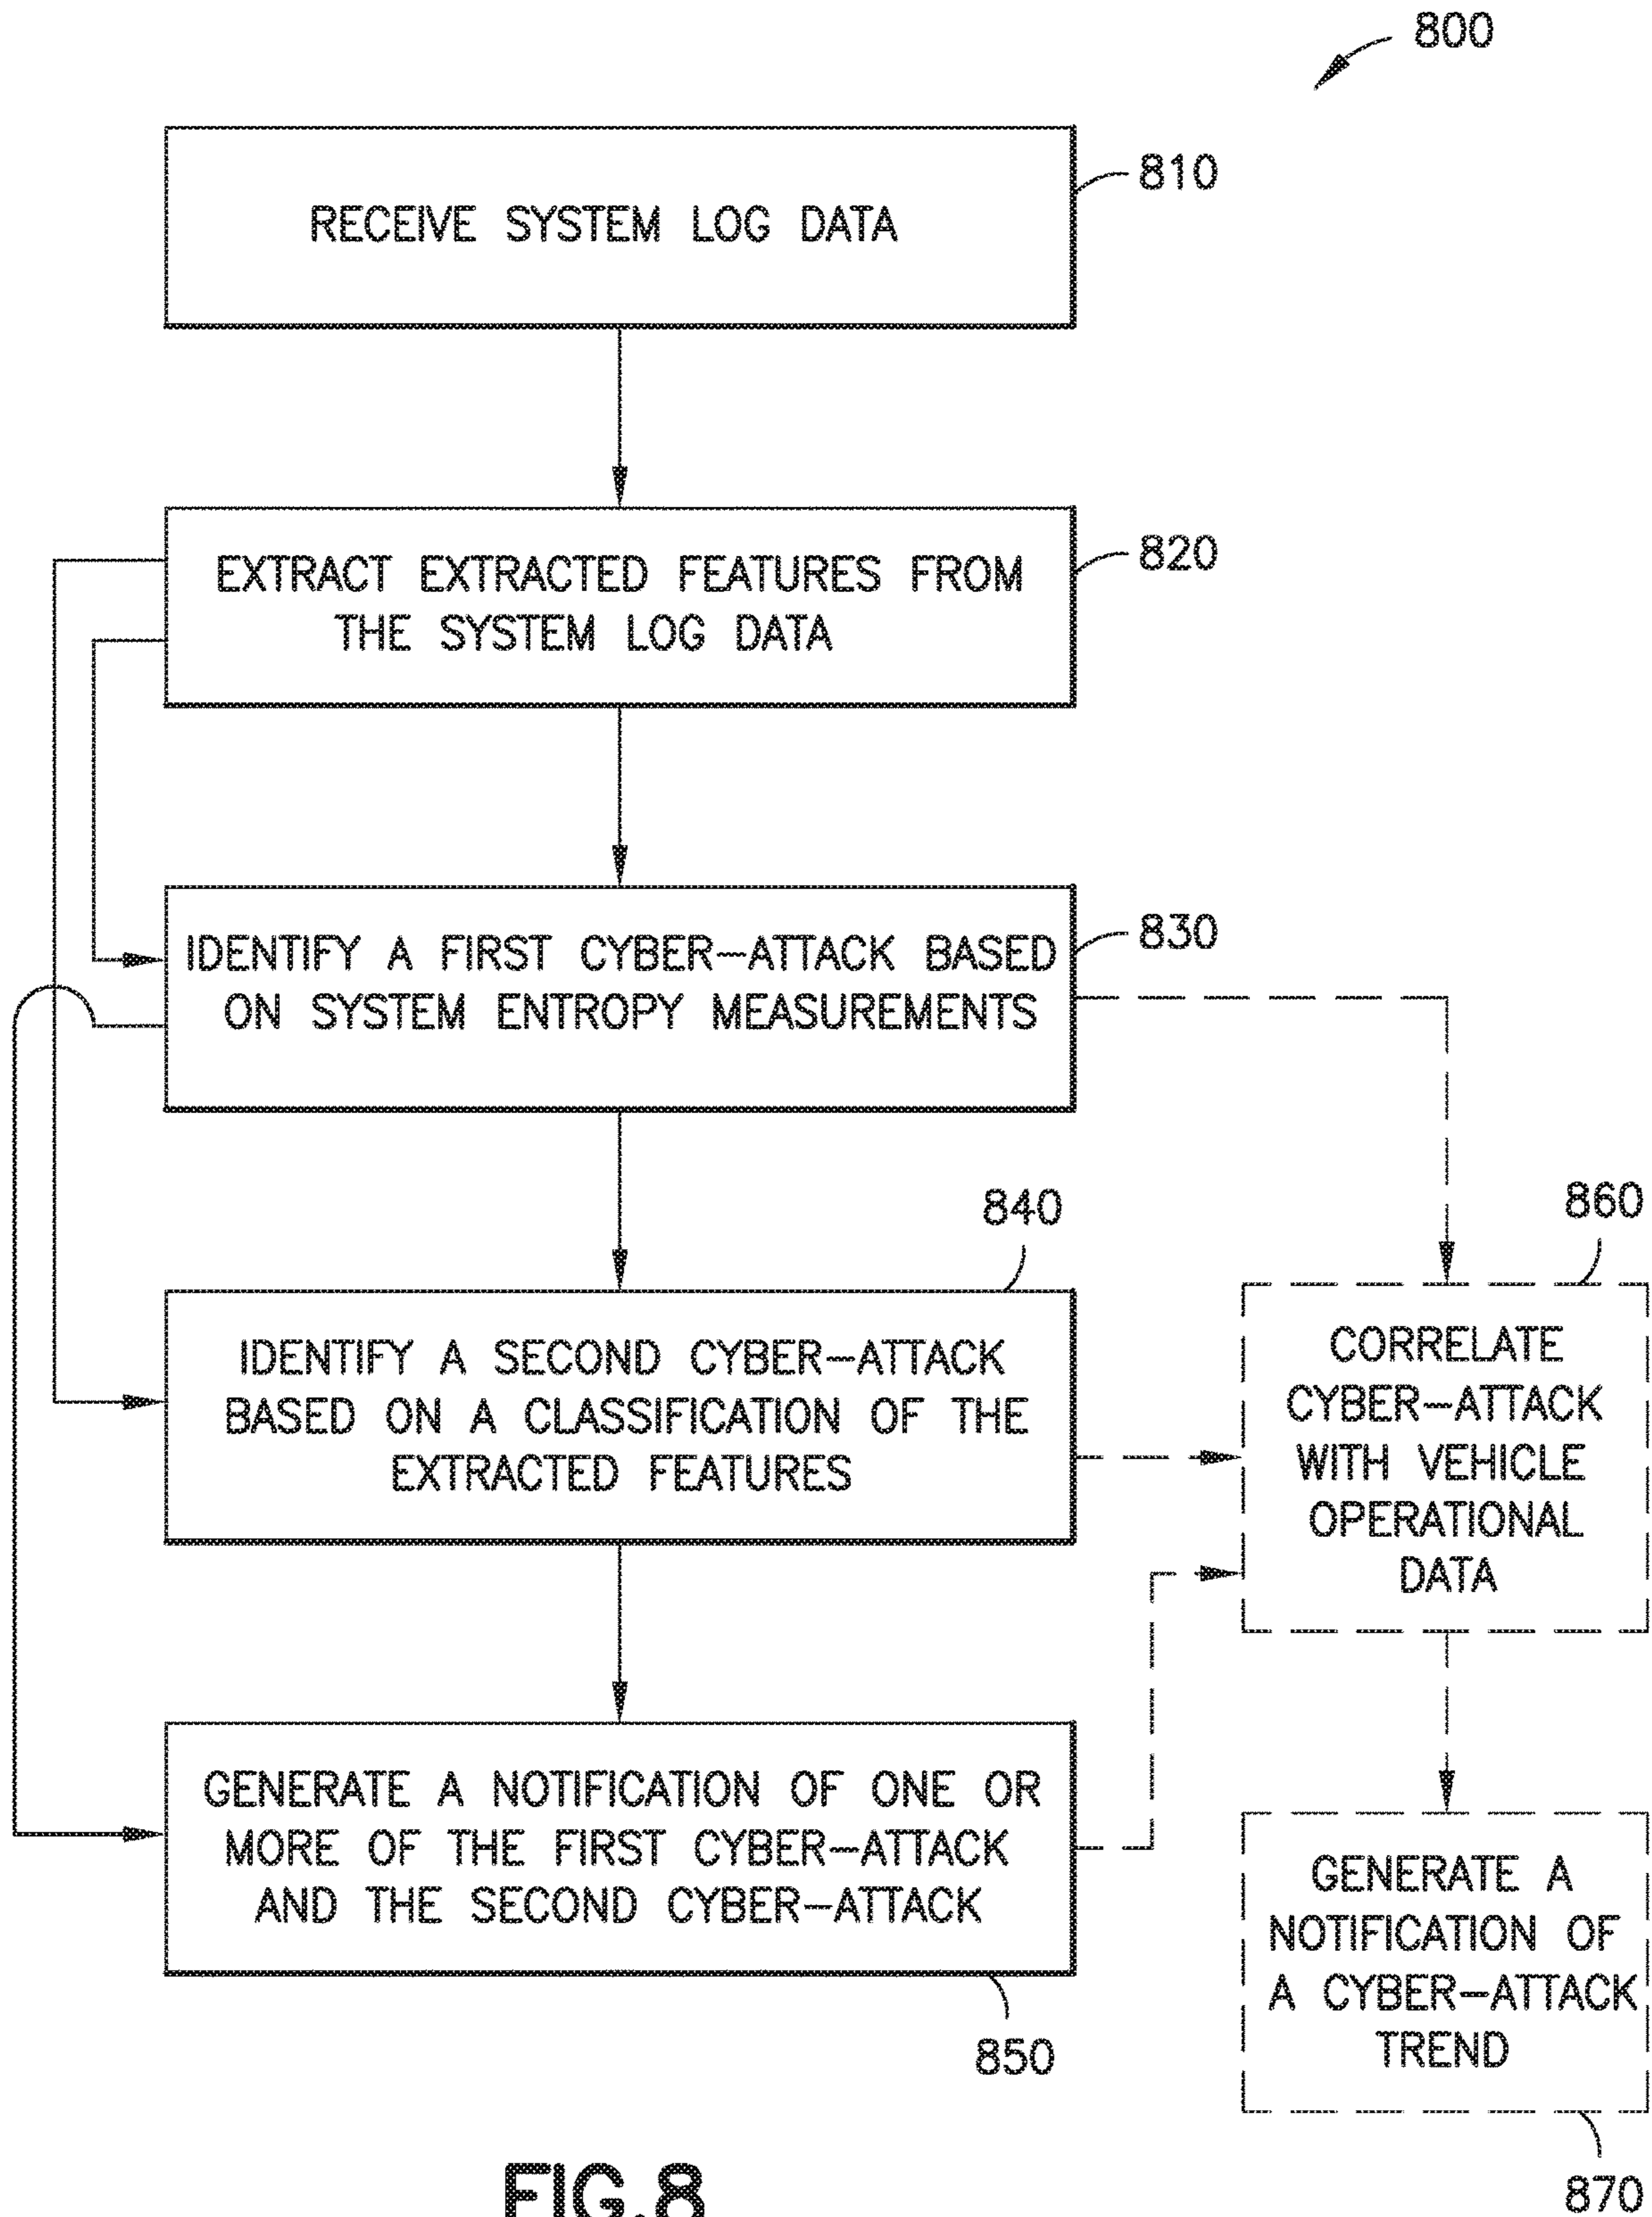 800
RECEIVE SYSTEM LOG DATA
810
EXTRACT EXTRACTED FEATURES FROM
THE SYSTEM LOG DATA
820
IDENTIFY A FIRST CYBER-ATTACK BASED
ON SYSTEM ENTROPY MEASUREMENTS
830
840
IDENTIFY A SECOND CYBER-ATTACK
BASED ON A CLASSIFICATION OF THE
EXTRACTED FEATURES
860
CORRELATE
CYBER-ATTACK
WITH VEHICLE
OPERATIONAL
DATA
GENERATE A NOTIFICATION OF ONE OR
MORE OF THE FIRST CYBER-ATTACK
AND THE SECOND CYBER-ATTACK
850
GENERATE A
NOTIFICATION OF
A CYBER-ATTACK
TREND
870
FIG.8